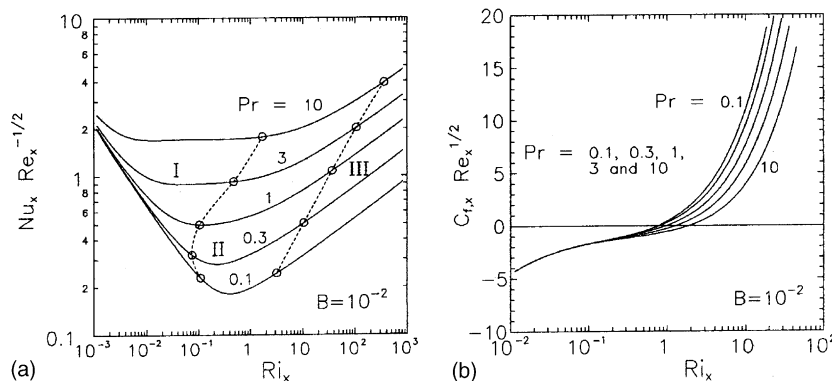 10
8
6
4
2
1
8
6
4
2
0.1
Nu_x Re_x^{-1/2}
Pr = 10
I
3
1
III
II
0.3
0.1
B=10^{-2}
10^{-3} 10^{-2} 10^{-1} 10^0 10^1 10^2 10^3
Ri_x
(a)
20
15
10
5
0
-5
-10
C_{f,x} Re_x^{1/2}
Pr = 0.1
Pr = 0.1, 0.3, 1,
3 and 10
10
B=10^{-2}
10^{-2} 10^{-1} 10^0 10 10^2
Ri_x
(b)